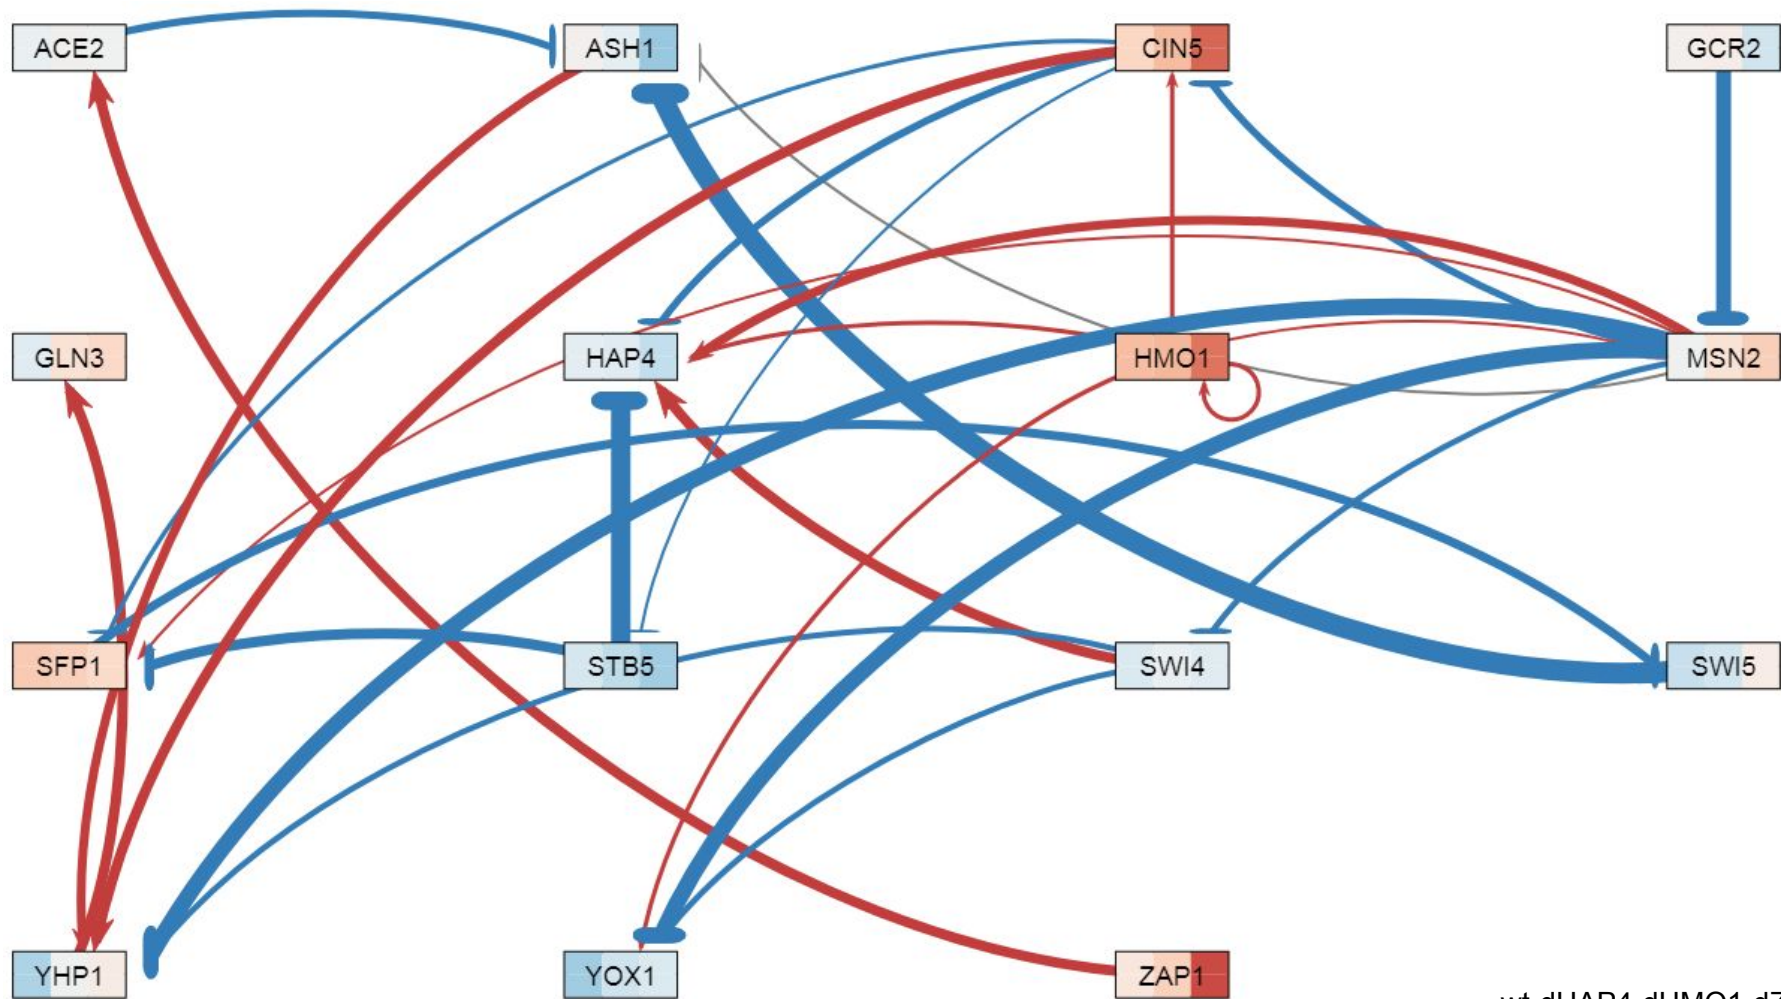 ACE2 ASH1 CIN5 GCR2
GLN3 HAP4 HMO1 MSN2
SFP1 STB5 SWI4 SWI5
YHP1 YOX1 ZAP1